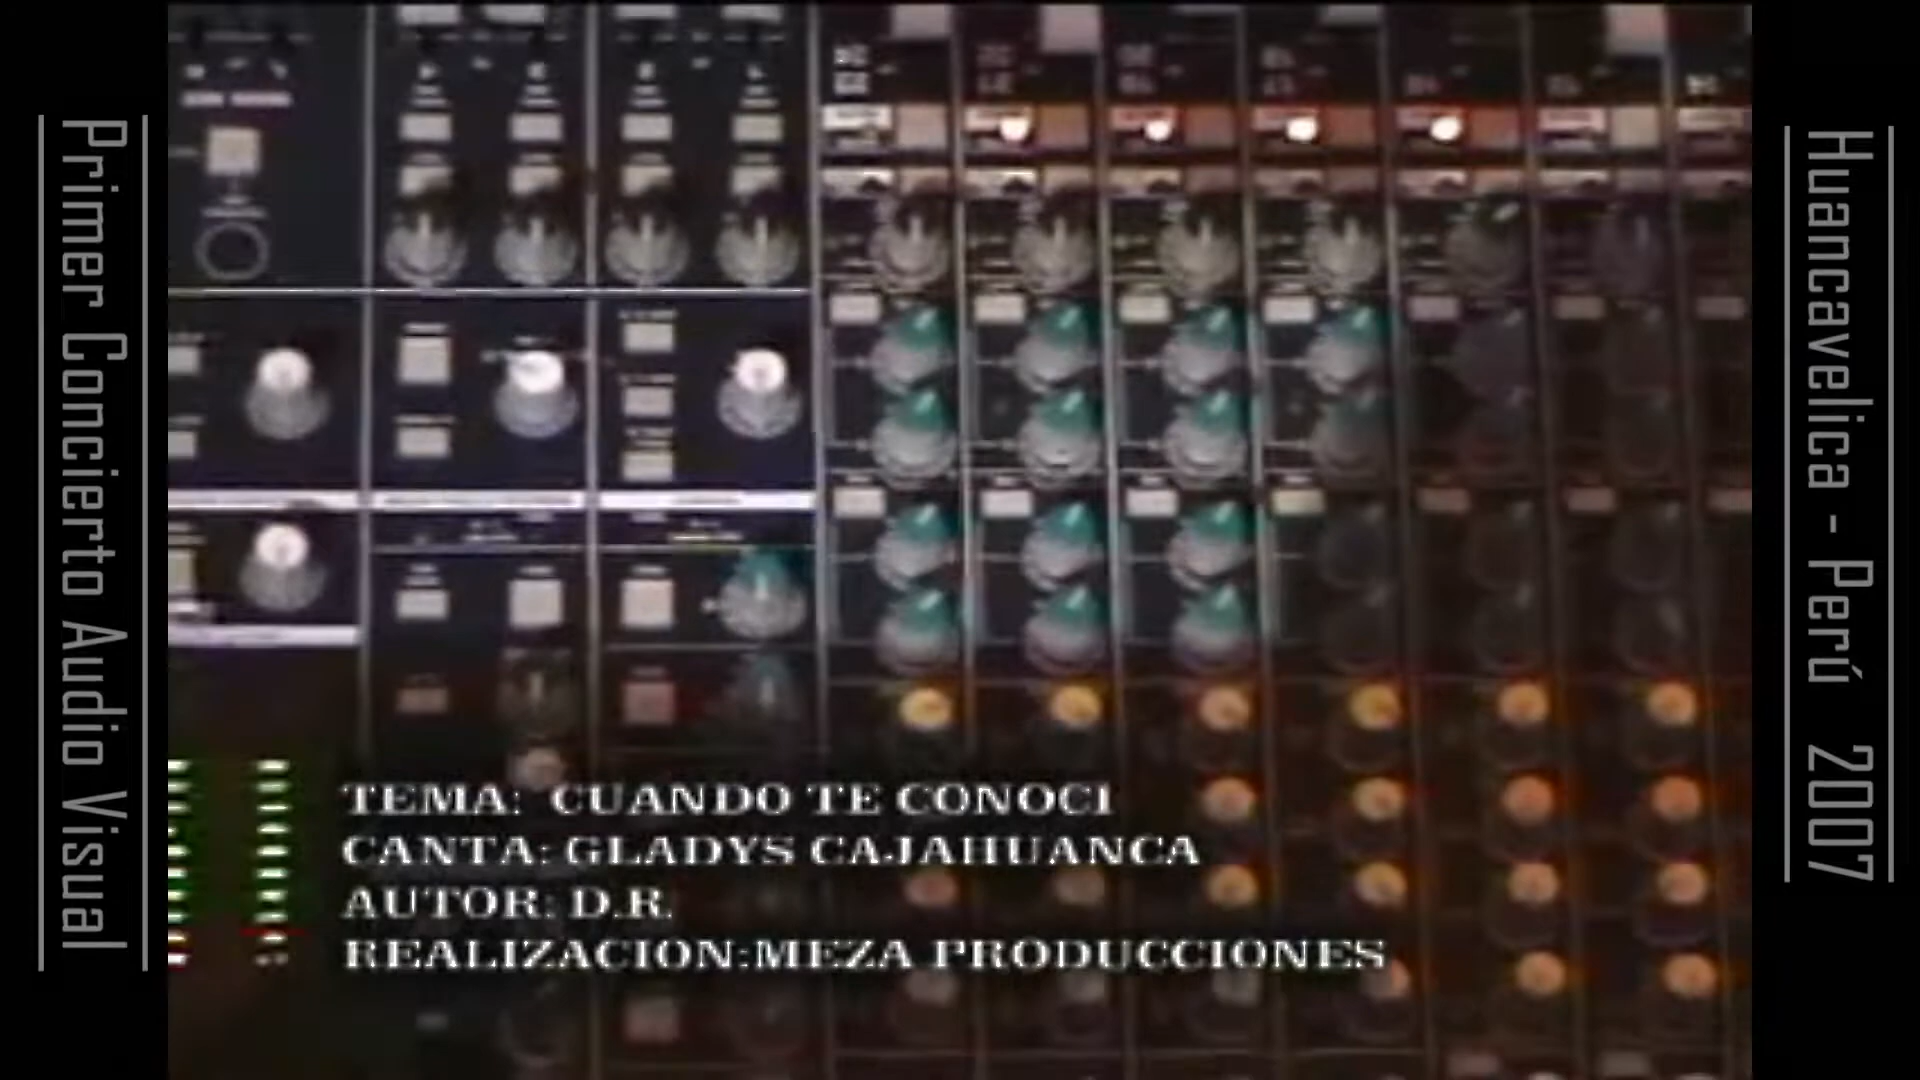 Primer Concierto Audio Visual
TEMA: CUANDO TE CONOCI
CANTA: GLADYS CAJAHUANCA
AUTOR: D.R.
REALIZACION:MEZA PRODUCCIONES
Huancavelica - Perú 2007